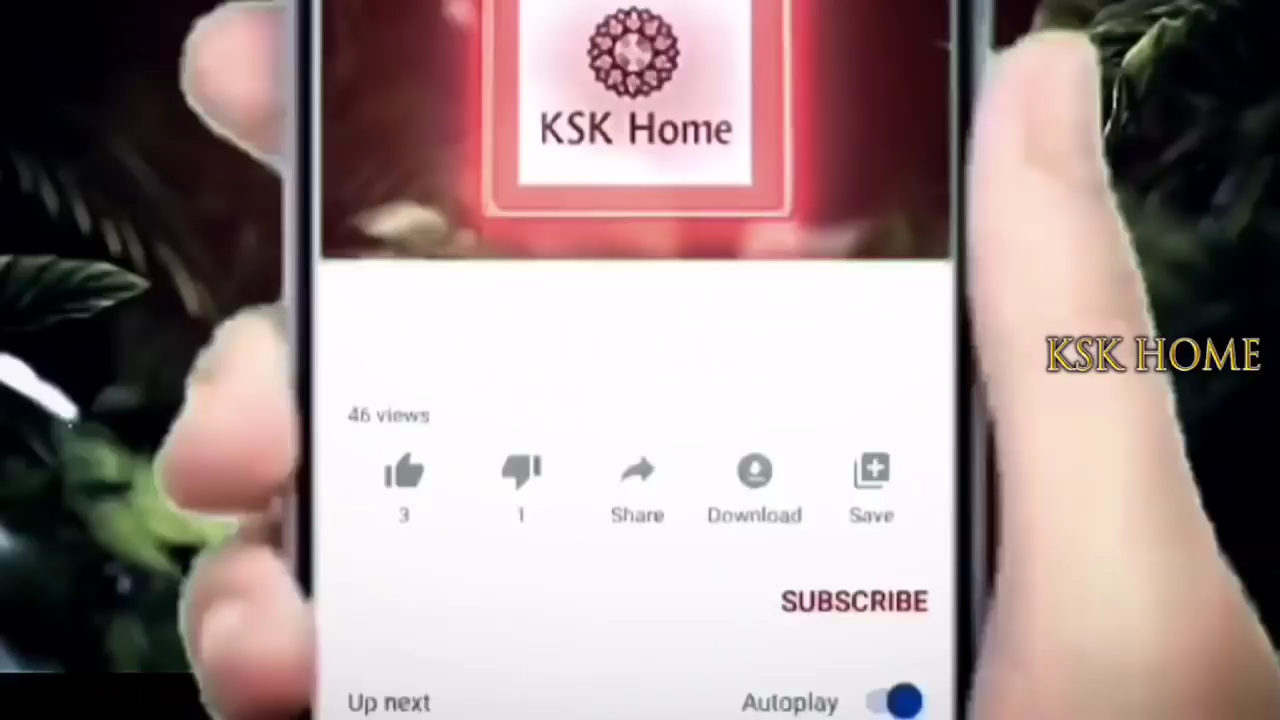 KSK Home
KSK HOME
46 views
3
1
Share
Download
Save
SUBSCRIBE
Up next
Autoplay